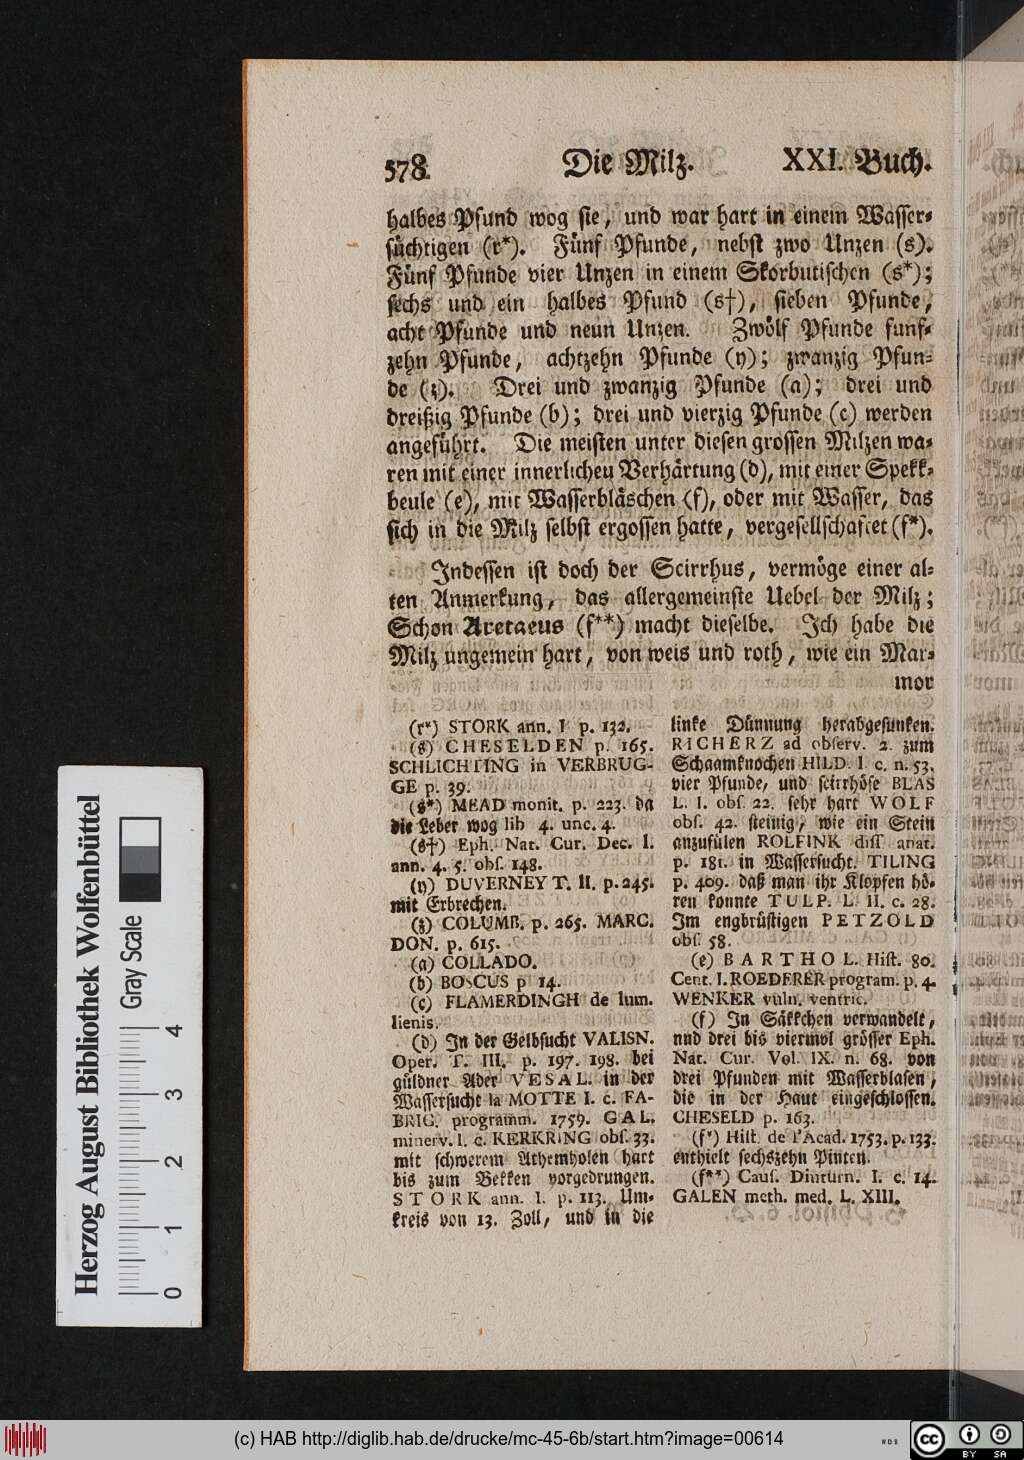 578 Die Milz. XXI. Buch.
halbes Pfund wog sie, und war hart in einem Wasser-
süchtigen (r*). Fünf Pfunde, nebst zwo Unzen (s).
Fünf Pfunde vier Unzen in einem Skorbutischen (s*);
sechs und ein halbes Pfund (s†), sieben Pfunde,
acht Pfunde und neun Unzen. Zwölf Pfunde funf-
zehn Pfunde, achtzehn Pfunde (y); zwanzig Pfun-
de (z). Drei und zwanzig Pfunde (a); drei und
dreißig Pfunde (b); drei und vierzig Pfunde (c) werden
angeführt. Die meisten unter diesen grossen Milzen wa-
ren mit einer innerlicheu Verhärtung (d), mit einer Spekk-
beule (e), mit Wasserbläschen (f), oder mit Wasser, das
sich in die Milz selbst ergossen hatte, vergesellschaftet (f*).
Indessen ist doch der Scirrhus, vermöge einer al-
ten Anmerkung, das allergemeinste Uebel der Milz;
Schon Aretaeus (f**) macht dieselbe. Ich habe die
Milz ungemein hart, von weis und roth, wie ein Mar-
mor
(r*) STORK ann. I p. 132.
(s) CHESELDEN p. 165.
SCHLICHTING in VERBRUG-
GE p. 39.
(s*) MEAD monit. p. 223. da
die Leber wog lib 4. unc. 4.
(s†) Eph. Nat. Cur. Dec. I.
ann. 4. 5. obs. 148.
(y) DUVERNEY T. II. p. 245.
mit Erbrechen.
(z) COLUMB. p. 265. MARC.
DON. p. 615.
(a) COLLADO.
(b) BOSCUS p 14.
(c) FLAMERDINGH de lum.
lienis.
(d) In der Gelbsucht VALISN.
Oper. T. III. p. 197. 198. bei
güldner Ader VESAL. in der
Wassersucht la MOTTE I. c. FA-
BRIC. programm. 1759. GAL.
minerv. l. c. KERKRING obs. 33.
mit schwerem Athemholen hart
bis zum Bekken vorgedrungen.
STORK ann. I. p. 113. Um-
kreis von 13. Zoll, und in die
linke Dünnung herabgesunken.
RICHERZ ad observ. 2. zum
Schaamknochen HILD. l c. n. 53.
vier Pfunde, und scirrhöse BLAS
L. I. obs. 22. sehr hart WOLF
obs. 42. steinig, wie ein Stein
anzufülen ROLFINK diss anat.
p. 181. in Wassersucht. TILING
p. 409. daß man ihr Klopfen hö-
ren konnte TULP. L. II. c. 28.
Im engbrüstigen PETZOLD
obs. 58.
(e) BARTHOL. Hist. 80.
Cent. I. ROEDERER program. p. 4.
WENKER vuln. ventric.
(f) In Säkkchen verwandelt,
nnd drei bis viermol grösser Eph.
Nat. Cur. Vol. IX. n. 68. von
drei Pfunden mit Wasserblasen,
die in der Haut eingeschlossen.
CHESELD p. 163.
(f*) Hist. de l'Acad. 1753. p. 133.
enthielt sechszehn Pinten.
(f**) Caus. Dinturn. I. c. 14.
GALEN meth. med. L. XIII.
Herzog August Bibliothek Wolfenbüttel
Gray Scale
0 1 2 3 4
(c) HAB http://diglib.hab.de/drucke/mc-45-6b/start.htm?image=00614
cc BY SA